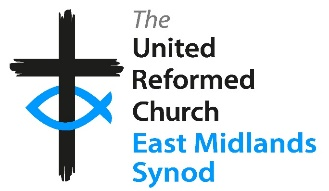 The
United
Reformed
Church
East Midlands
Synod